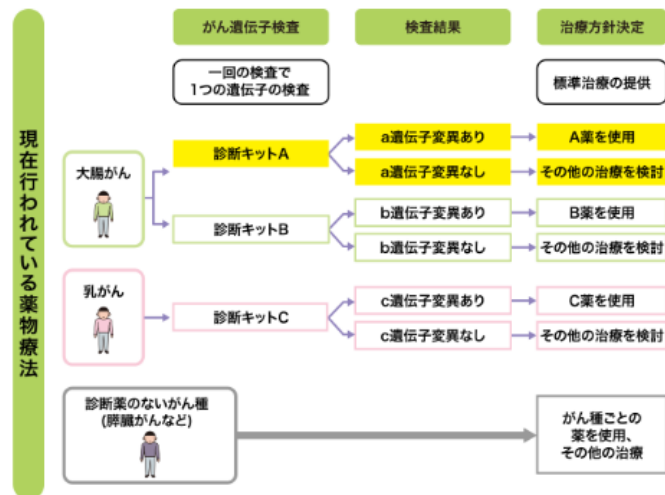 がん遺伝子検査
検査結果
治療方針決定
一回の検査で
1つの遺伝子の検査
標準治療の提供
現在行われている薬物療法
大腸がん
診断キットA
a遺伝子変異あり
A薬を使用
a遺伝子変異なし
その他の治療を検討
診断キットB
b遺伝子変異あり
B薬を使用
b遺伝子変異なし
その他の治療を検討
乳がん
診断キットC
c遺伝子変異あり
C薬を使用
c遺伝子変異なし
その他の治療を検討
診断薬のないがん種
(膵臓がんなど)
がん種ごとの
薬を使用、
その他の治療